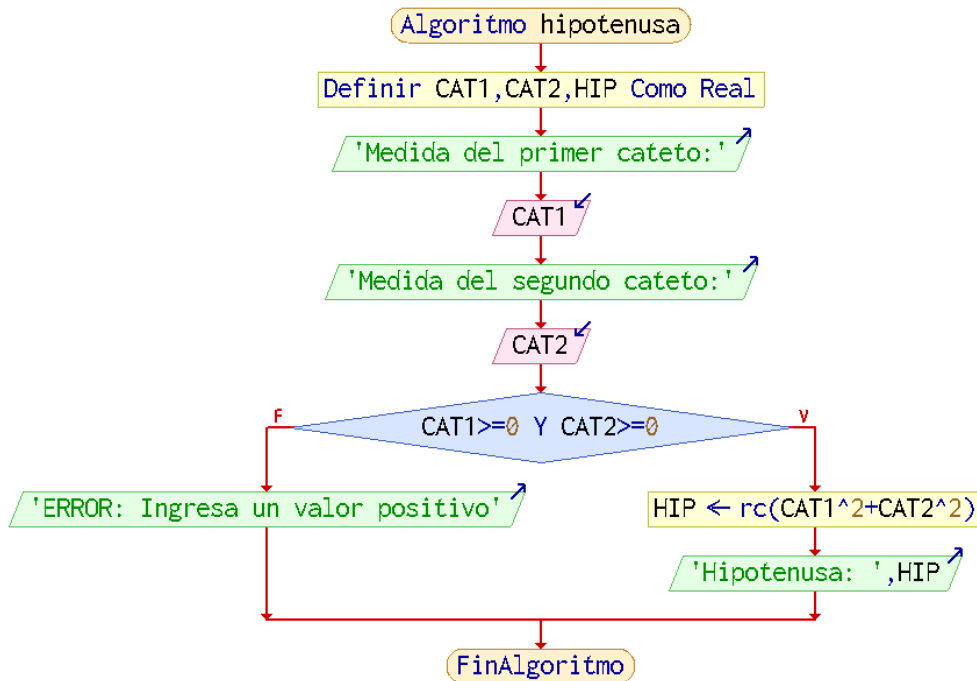 Algoritmo hipotenusa
Definir CAT1,CAT2,HIP Como Real
'Medida del primer cateto:'
CAT1
'Medida del segundo cateto:'
CAT2
F
CAT1>=0 Y CAT2>=0
V
'ERROR: Ingresa un valor positivo'
HIP ← rc(CAT1^2+CAT2^2)
'Hipotenusa: ',HIP
FinAlgoritmo